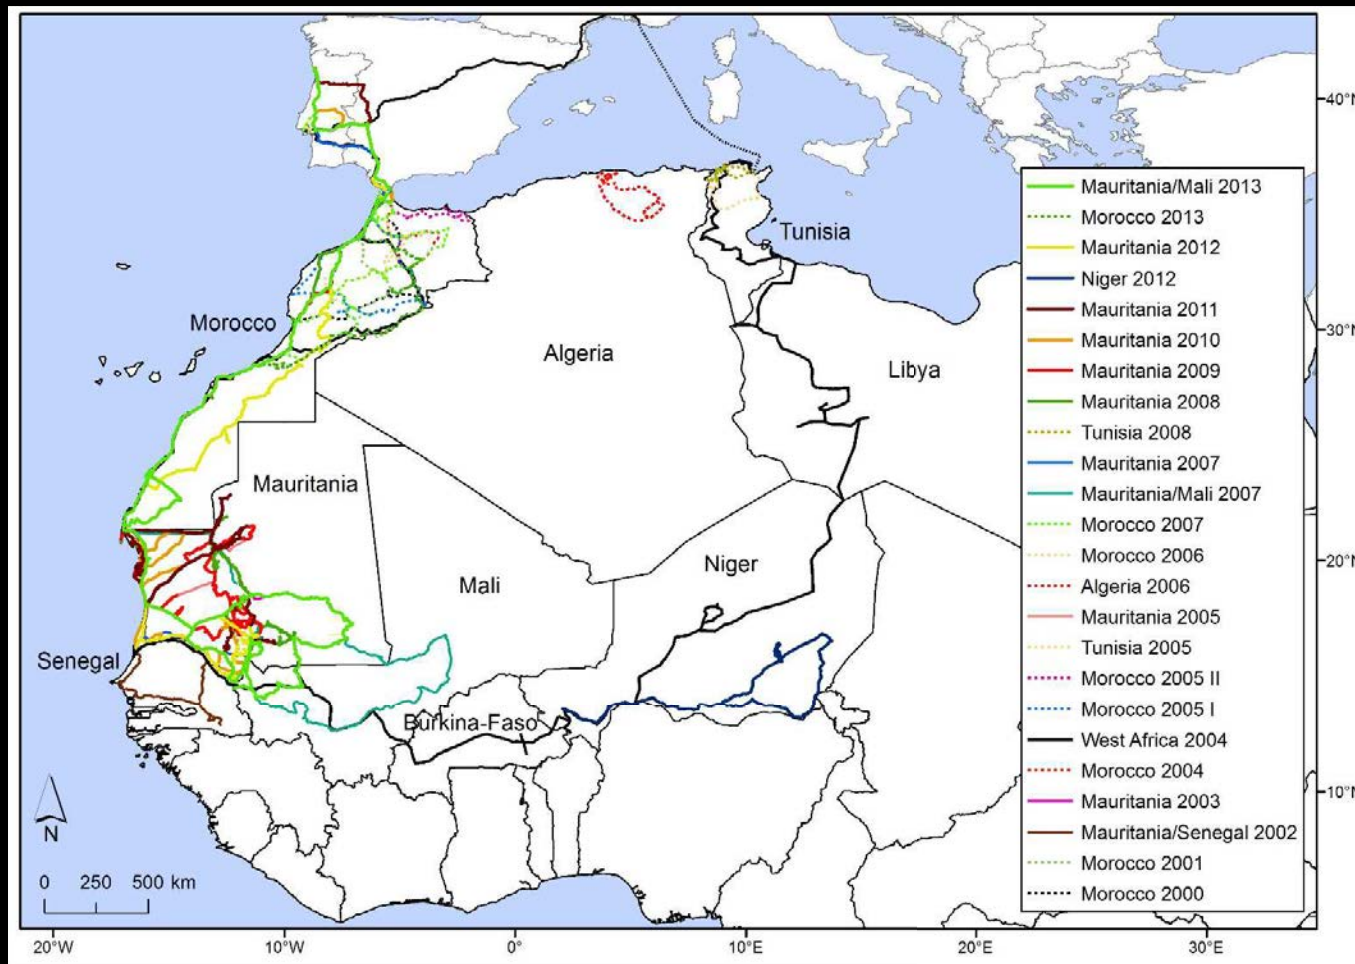 40°N
30°N
20°N
10°N
Tunisia
Morocco
Algeria
Libya
Mauritania
Mali
Niger
Senegal
Burkina-Faso
Mauritania/Mali 2013
Morocco 2013
Mauritania 2012
Niger 2012
Mauritania 2011
Mauritania 2010
Mauritania 2009
Mauritania 2008
Tunisia 2008
Mauritania 2007
Mauritania/Mali 2007
Morocco 2007
Morocco 2006
Algeria 2006
Mauritania 2005
Tunisia 2005
Morocco 2005 II
Morocco 2005 I
West Africa 2004
Morocco 2004
Mauritania 2003
Mauritania/Senegal 2002
Morocco 2001
Morocco 2000
N
0 250 500 km
20°W 10°W 0° 10°E 20°E 30°E